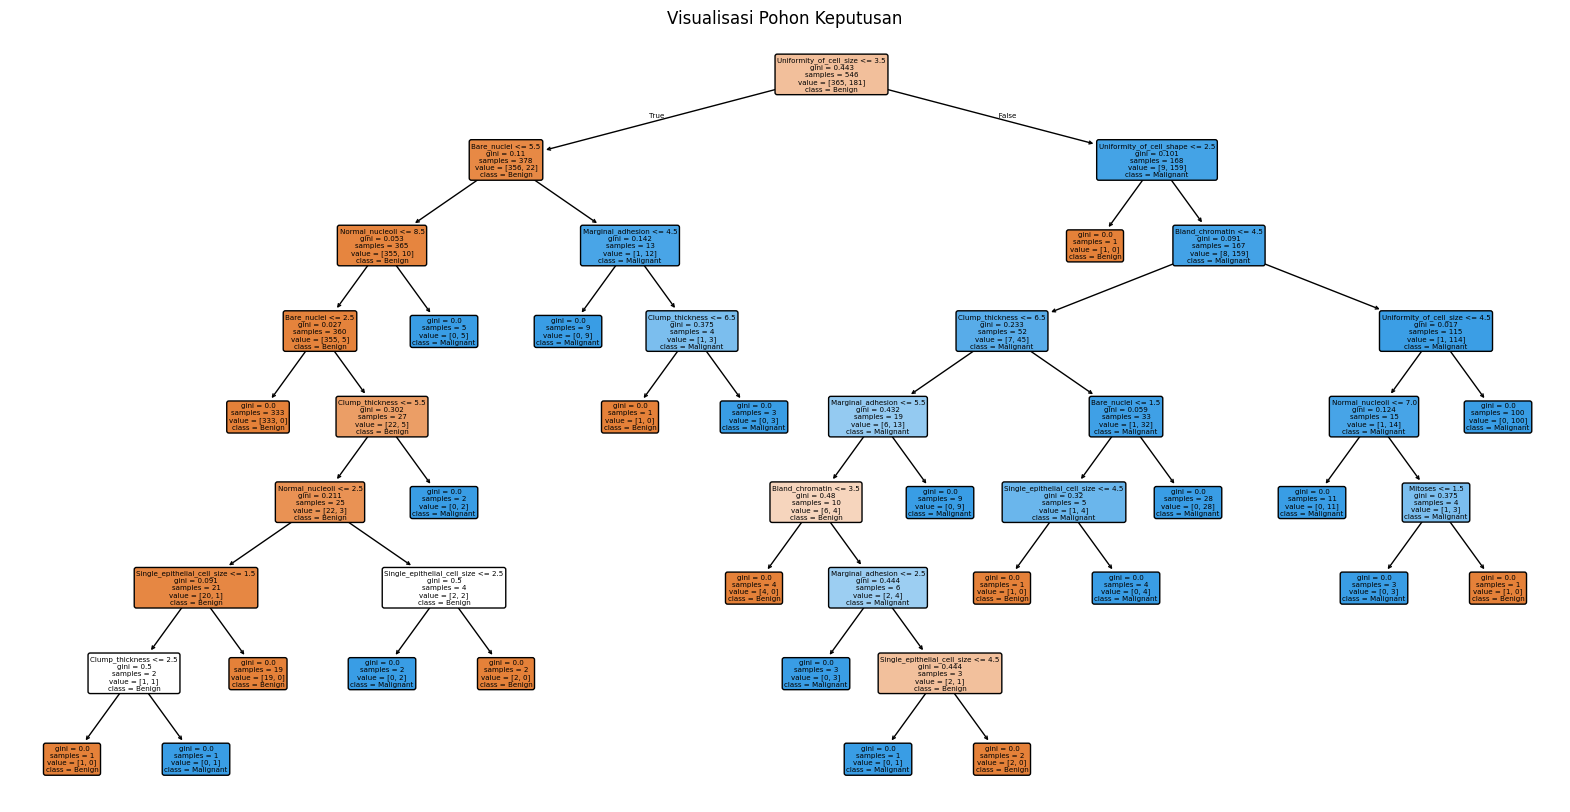 Visualisasi Pohon Keputusan
Uniformity_of_cell_size <= 3.5
gini = 0.443
samples = 546
value = [365, 181]
class = Benign
True
False
Bare_nuclei <= 5.5
gini = 0.11
samples = 378
value = [356, 22]
class = Benign
Uniformity_of_cell_shape <= 2.5
gini = 0.101
samples = 168
value = [9, 159]
class = Malignant
Normal_nucleoli <= 8.5
gini = 0.053
samples = 365
value = [355, 10]
class = Benign
Marginal_adhesion <= 4.5
gini = 0.142
samples = 13
value = [1, 12]
class = Malignant
gini = 0.0
samples = 1
value = [1, 0]
class = Benign
Bland_chromatin <= 4.5
gini = 0.091
samples = 167
value = [8, 159]
class = Malignant
Bare_nuclei <= 2.5
gini = 0.027
samples = 360
value = [355, 5]
class = Benign
gini = 0.0
samples = 5
value = [0, 5]
class = Malignant
gini = 0.0
samples = 9
value = [0, 9]
class = Malignant
Clump_thickness <= 6.5
gini = 0.375
samples = 4
value = [1, 3]
class = Malignant
Clump_thickness <= 6.5
gini = 0.233
samples = 52
value = [7, 45]
class = Malignant
Uniformity_of_cell_size <= 4.5
gini = 0.017
samples = 115
value = [1, 114]
class = Malignant
gini = 0.0
samples = 333
value = [333, 0]
class = Benign
Clump_thickness <= 5.5
gini = 0.302
samples = 27
value = [22, 5]
class = Benign
gini = 0.0
samples = 1
value = [1, 0]
class = Benign
gini = 0.0
samples = 3
value = [0, 3]
class = Malignant
Marginal_adhesion <= 5.5
gini = 0.432
samples = 19
value = [6, 13]
class = Malignant
Bare_nuclei <= 1.5
gini = 0.059
samples = 33
value = [1, 32]
class = Malignant
Normal_nucleoli <= 7.0
gini = 0.124
samples = 15
value = [1, 14]
class = Malignant
gini = 0.0
samples = 100
value = [0, 100]
class = Malignant
Normal_nucleoli <= 2.5
gini = 0.211
samples = 25
value = [22, 3]
class = Benign
gini = 0.0
samples = 2
value = [0, 2]
class = Malignant
Bland_chromatin <= 3.5
gini = 0.48
samples = 10
value = [6, 4]
class = Benign
gini = 0.0
samples = 9
value = [0, 9]
class = Malignant
Single_epithelial_cell_size <= 4.5
gini = 0.32
samples = 5
value = [1, 4]
class = Malignant
gini = 0.0
samples = 28
value = [0, 28]
class = Malignant
gini = 0.0
samples = 11
value = [0, 11]
class = Malignant
Mitoses <= 1.5
gini = 0.375
samples = 4
value = [1, 3]
class = Malignant
Single_epithelial_cell_size <= 1.5
gini = 0.091
samples = 21
value = [20, 1]
class = Benign
Single_epithelial_cell_size <= 2.5
gini = 0.5
samples = 4
value = [2, 2]
class = Benign
gini = 0.0
samples = 4
value = [4, 0]
class = Benign
Marginal_adhesion <= 2.5
gini = 0.444
samples = 6
value = [2, 4]
class = Malignant
gini = 0.0
samples = 1
value = [1, 0]
class = Benign
gini = 0.0
samples = 4
value = [0, 4]
class = Malignant
gini = 0.0
samples = 3
value = [0, 3]
class = Malignant
gini = 0.0
samples = 1
value = [1, 0]
class = Benign
Clump_thickness <= 2.5
gini = 0.5
samples = 2
value = [1, 1]
class = Benign
gini = 0.0
samples = 19
value = [19, 0]
class = Benign
gini = 0.0
samples = 2
value = [0, 2]
class = Malignant
gini = 0.0
samples = 2
value = [2, 0]
class = Benign
gini = 0.0
samples = 3
value = [0, 3]
class = Malignant
Single_epithelial_cell_size <= 4.5
gini = 0.444
samples = 3
value = [2, 1]
class = Benign
gini = 0.0
samples = 1
value = [1, 0]
class = Benign
gini = 0.0
samples = 1
value = [0, 1]
class = Malignant
gini = 0.0
samples = 1
value = [0, 1]
class = Malignant
gini = 0.0
samples = 2
value = [2, 0]
class = Benign